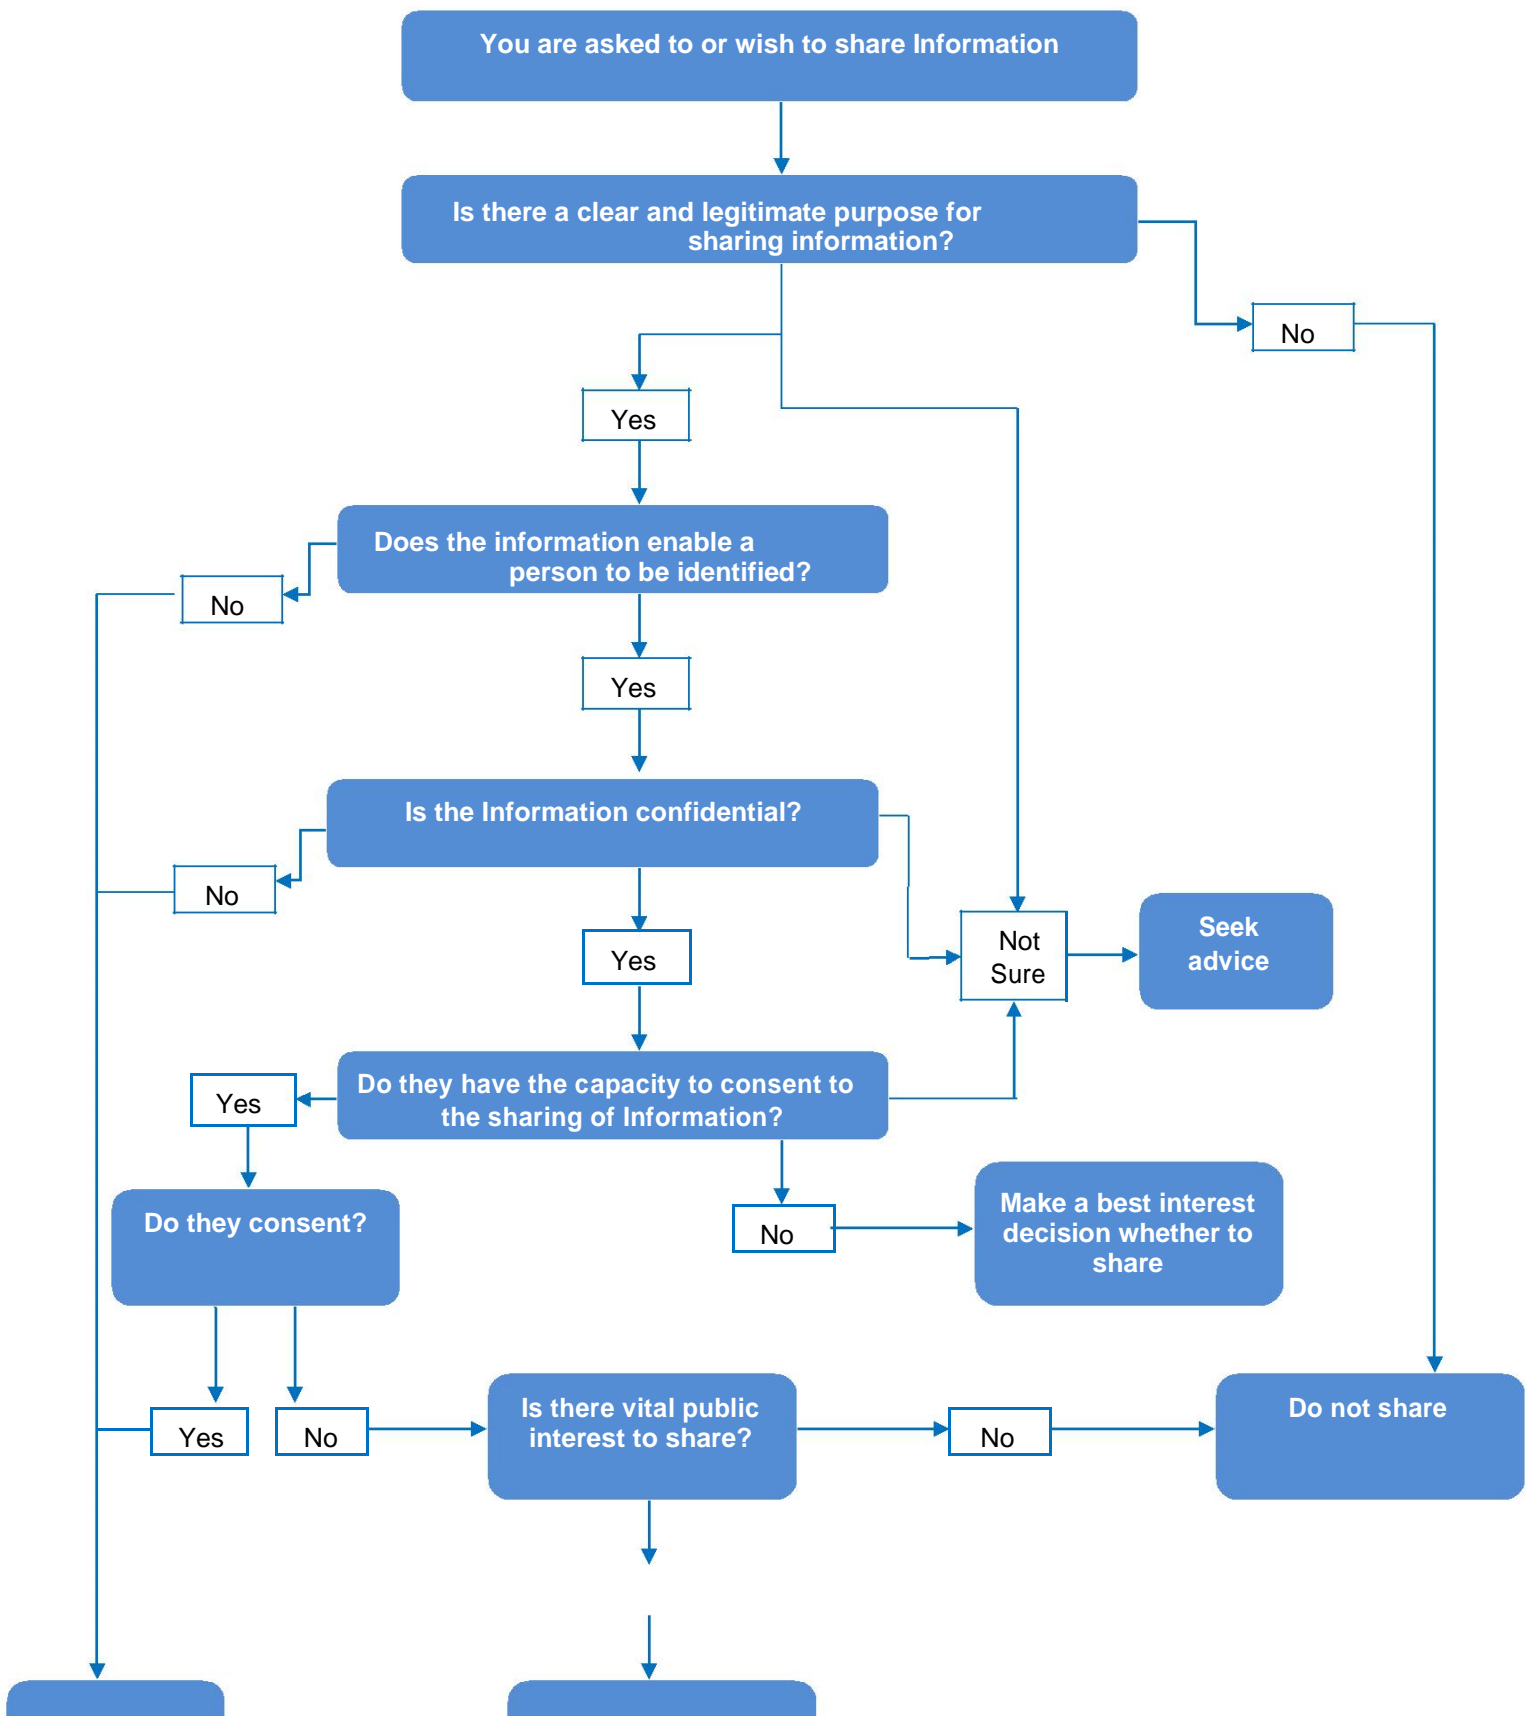 You are asked to or wish to share Information
Is there a clear and legitimate purpose for
sharing information?
No
Yes
Does the information enable a
person to be identified?
No
Yes
Is the Information confidential?
No
Yes
Not
Sure
Seek
advice
Do they have the capacity to consent to
the sharing of Information?
Yes
No
Make a best interest
decision whether to
share
Do they consent?
Yes
No
Is there vital public
interest to share?
No
Do not share